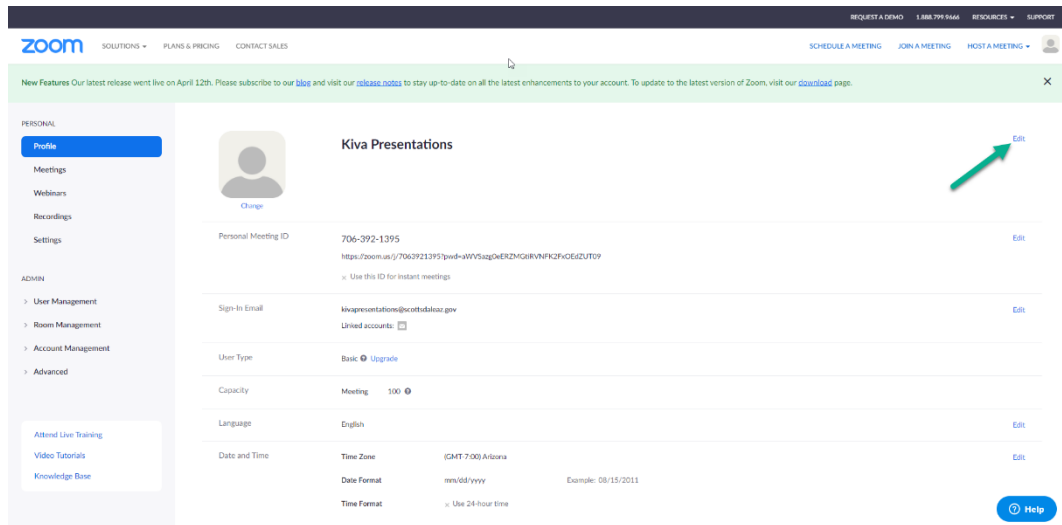 REQUEST A DEMO 1.888.799.9666 RESOURCES SUPPORT
zoom SOLUTIONS PLANS & PRICING CONTACT SALES SCHEDULE A MEETING JOIN A MEETING HOST A MEETING
New Features Our latest release went live on April 12th. Please subscribe to our blog and visit our release notes to stay up-to-date on all the latest enhancements to your account. To update to the latest version of Zoom, visit our download page.
PERSONAL
Profile
Meetings
Webinars
Recordings
Settings
ADMIN
User Management
Room Management
Account Management
Advanced
Attend Live Training
Video Tutorials
Knowledge Base
Kiva Presentations Edit
Change
Personal Meeting ID 706-392-1395 Edit
https://zoom.us/j/7063921395?pwd=aWVSazg0eERZMGtiRVNFK2FxOEdZUT09
× Use this ID for instant meetings
Sign-In Email kivapresentations@scottsdaleaz.gov Edit
Linked accounts:
User Type Basic Upgrade
Capacity Meeting 100
Language English Edit
Date and Time Time Zone (GMT-7:00) Arizona Edit
Date Format mm/dd/yyyy Example: 08/15/2011
Time Format × Use 24-hour time
Help